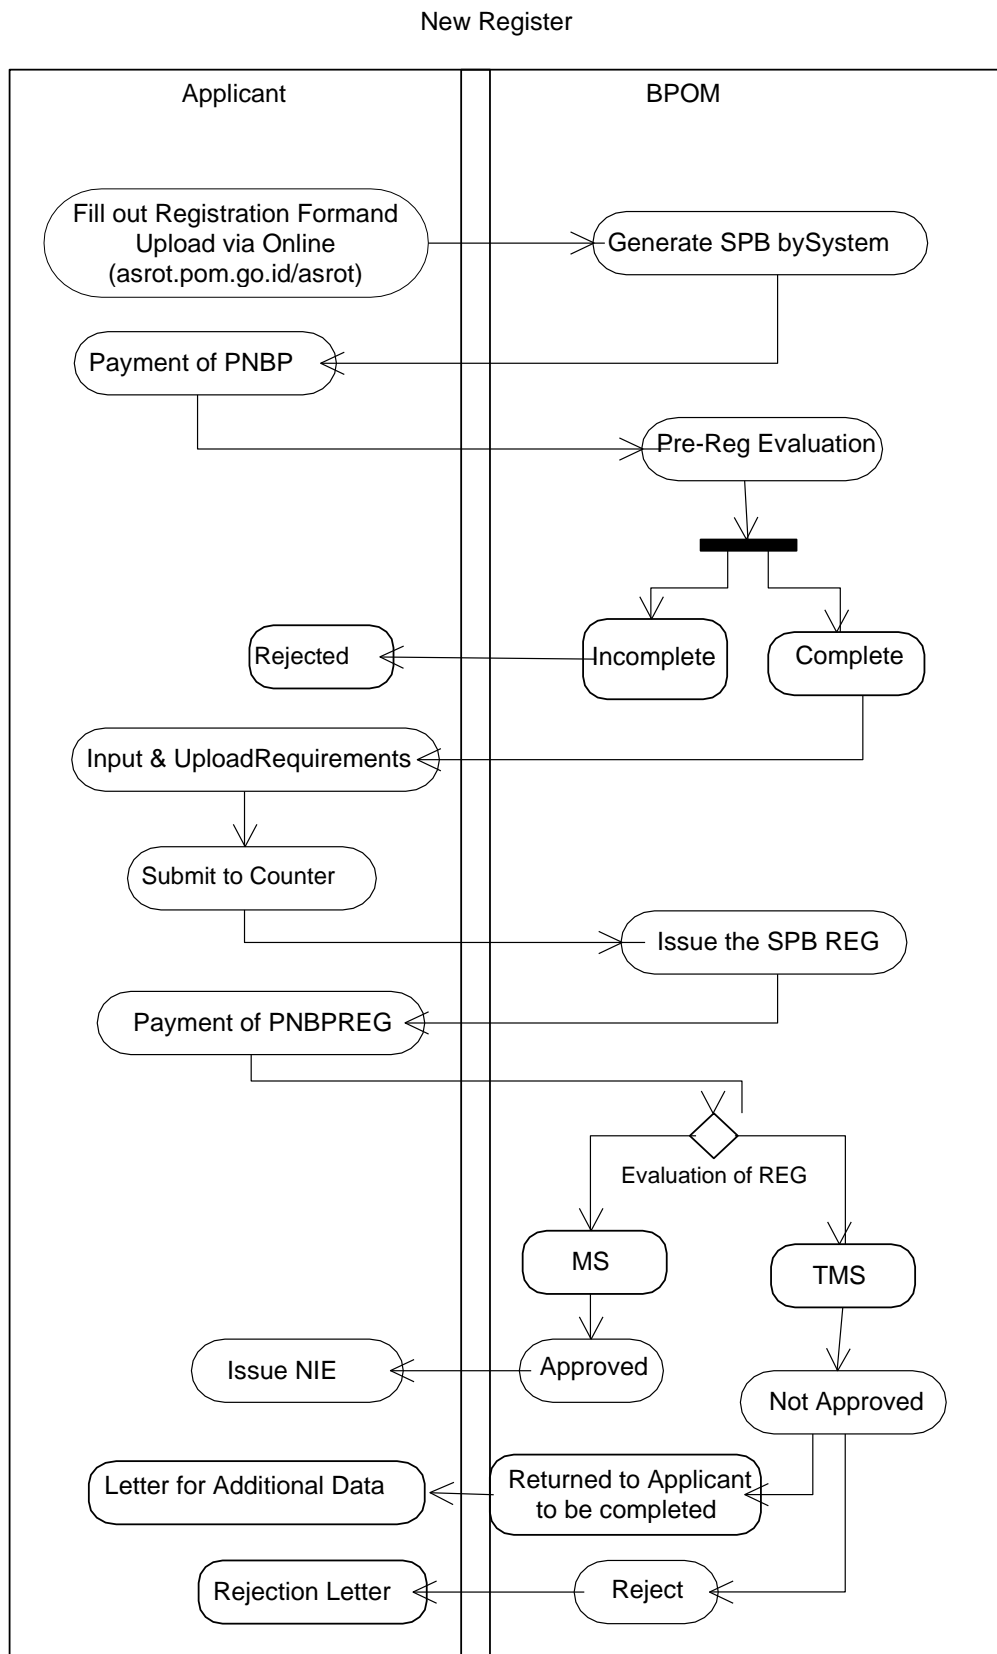 New Register
Applicant
BPOM
Fill out Registration Formand
Upload via Online
(asrot.pom.go.id/asrot)
Generate SPB bySystem
Payment of PNBP
Pre-Reg Evaluation
Rejected
Incomplete
Complete
Input & UploadRequirements
Submit to Counter
Issue the SPB REG
Payment of PNBPREG
Evaluation of REG
MS
TMS
Issue NIE
Approved
Not Approved
Letter for Additional Data
Returned to Applicant
to be completed
Rejection Letter
Reject